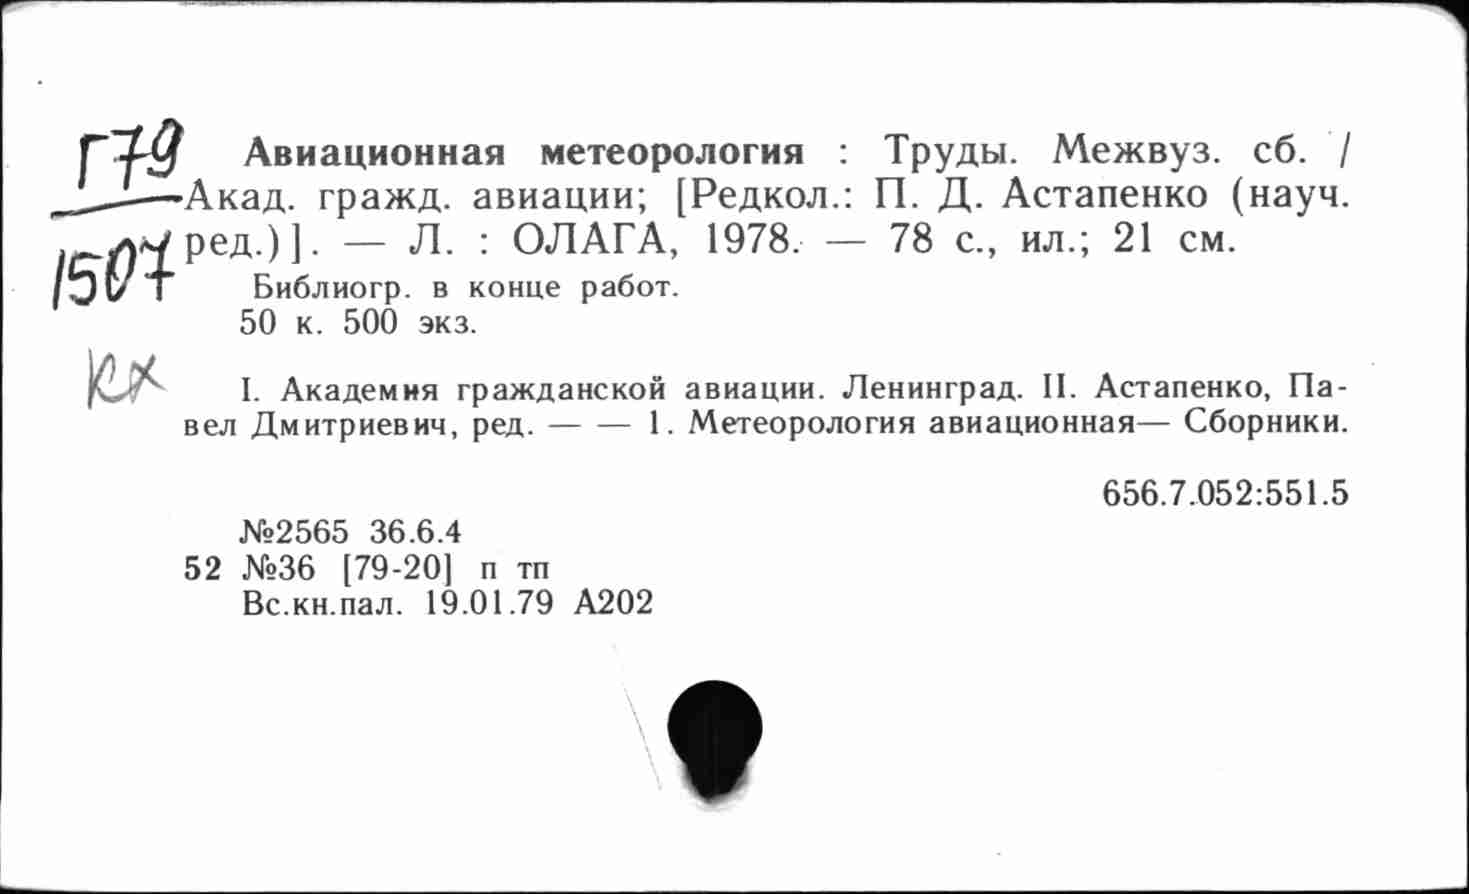 Г79
1507
кх
Авиационная метеорология : Труды. Межвуз. сб. /
Акад. гражд. авиации; [Редкол.: П. Д. Астапенко (науч.
ред.)]. — Л. : ОЛАГА, 1978. — 78 с., ил.; 21 см.
Библиогр. в конце работ.
50 к. 500 экз.
I. Академия гражданской авиации. Ленинград. II. Астапенко, Па-
вел Дмитриевич, ред. — — 1. Метеорология авиационная— Сборники.
656.7.052:551.5
№2565 36.6.4
52 №36 [79-20] п тп
Вс.кн.пал. 19.01.79 А202